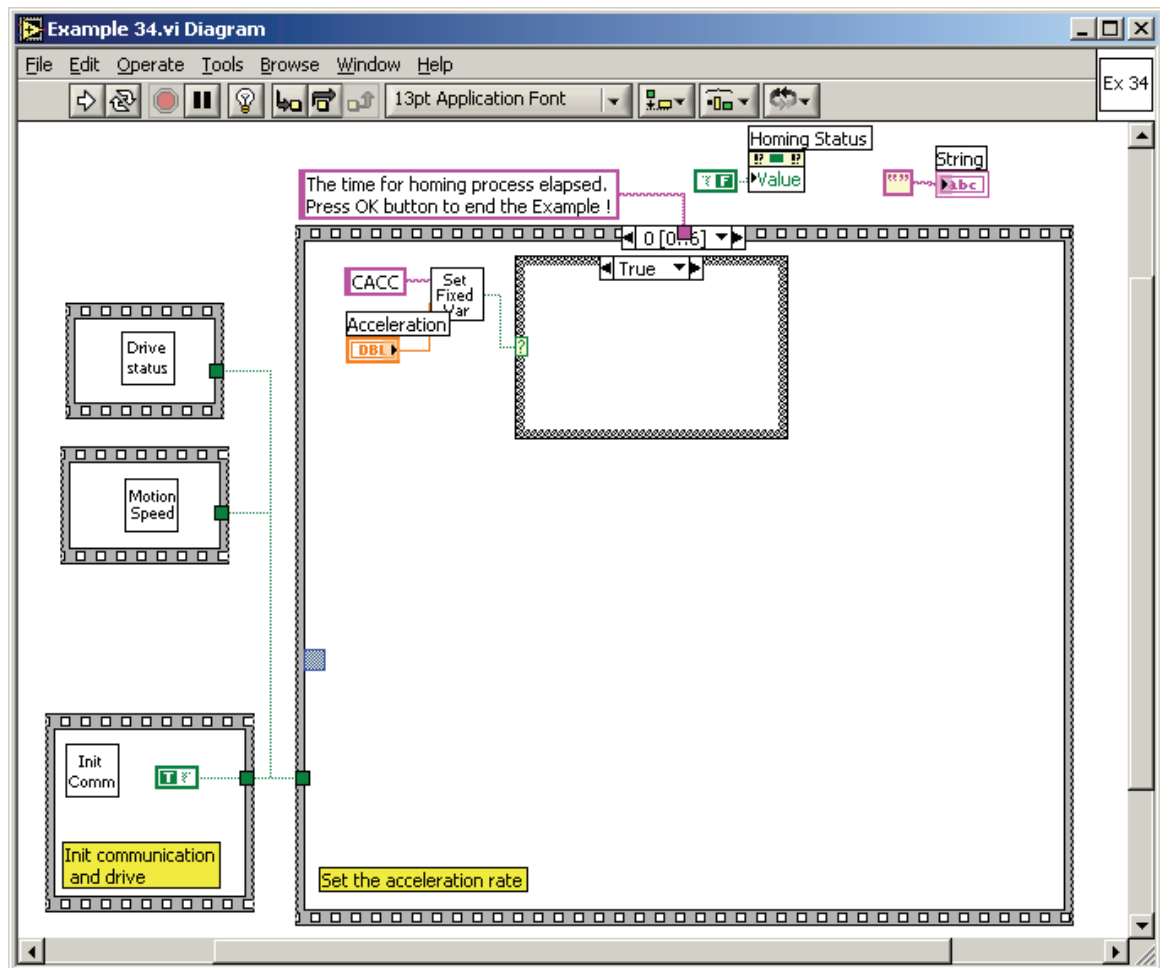 Example 34.vi Diagram
File Edit Operate Tools Browse Window Help
Ex 34
13pt Application Font
Homing Status
Value
String
abc
F
The time for homing process elapsed.
Press OK button to end the Example !
0 [0..6]
True
CACC
Set
Fixed
Var
Acceleration
DBL
?
Drive
status
Motion
Speed
Init
Comm
T
Init communication
and drive
Set the acceleration rate